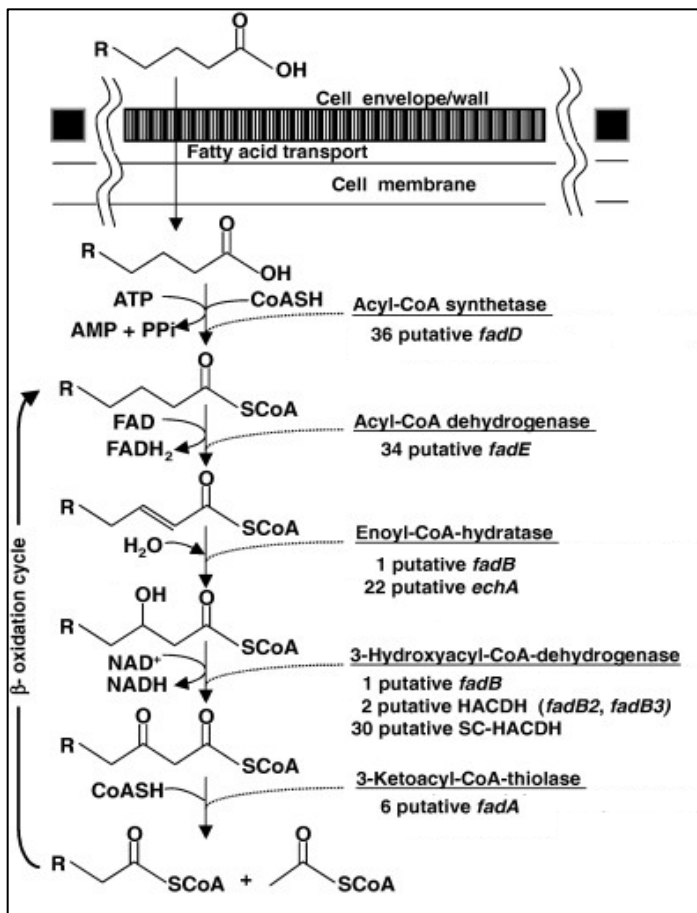 R
O
OH
Cell envelope/wall
Fatty acid transport
Cell membrane
R
O
OH
ATP
CoASH
AMP + PPi
Acyl-CoA synthetase
36 putative fadD
R
O
SCoA
FAD
FADH₂
Acyl-CoA dehydrogenase
34 putative fadE
R
O
SCoA
H₂O
Enoyl-CoA-hydratase
1 putative fadB
22 putative echA
OH
O
R
SCoA
NAD⁺
NADH
3-Hydroxyacyl-CoA-dehydrogenase
1 putative fadB
2 putative HACDH (fadB2, fadB3)
30 putative SC-HACDH
O
O
R
SCoA
CoASH
3-Ketoacyl-CoA-thiolase
6 putative fadA
O
R
SCoA
+
O
SCoA
β- oxidation cycle